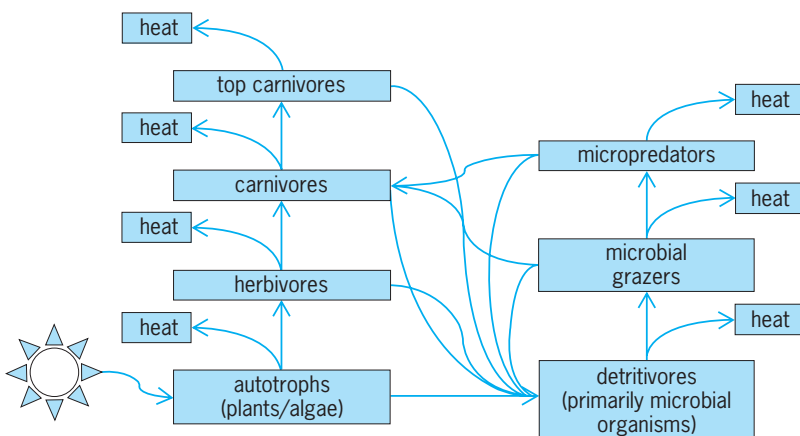 heat
top carnivores
heat
heat
micropredators
carnivores
heat
heat
microbial
grazers
herbivores
heat
heat
autotrophs
(plants/algae)
detritivores
(primarily microbial
organisms)